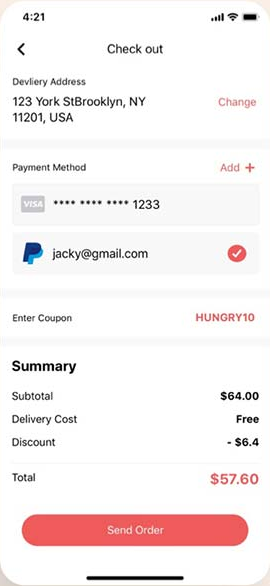 4:21
Check out
Devliery Address
123 York StBrooklyn, NY
11201, USA
Change
Payment Method
Add +
VISA **** **** **** 1233
jacky@gmail.com
Enter Coupon HUNGRY10
Summary
Subtotal $64.00
Delivery Cost Free
Discount - $6.4
Total $57.60
Send Order